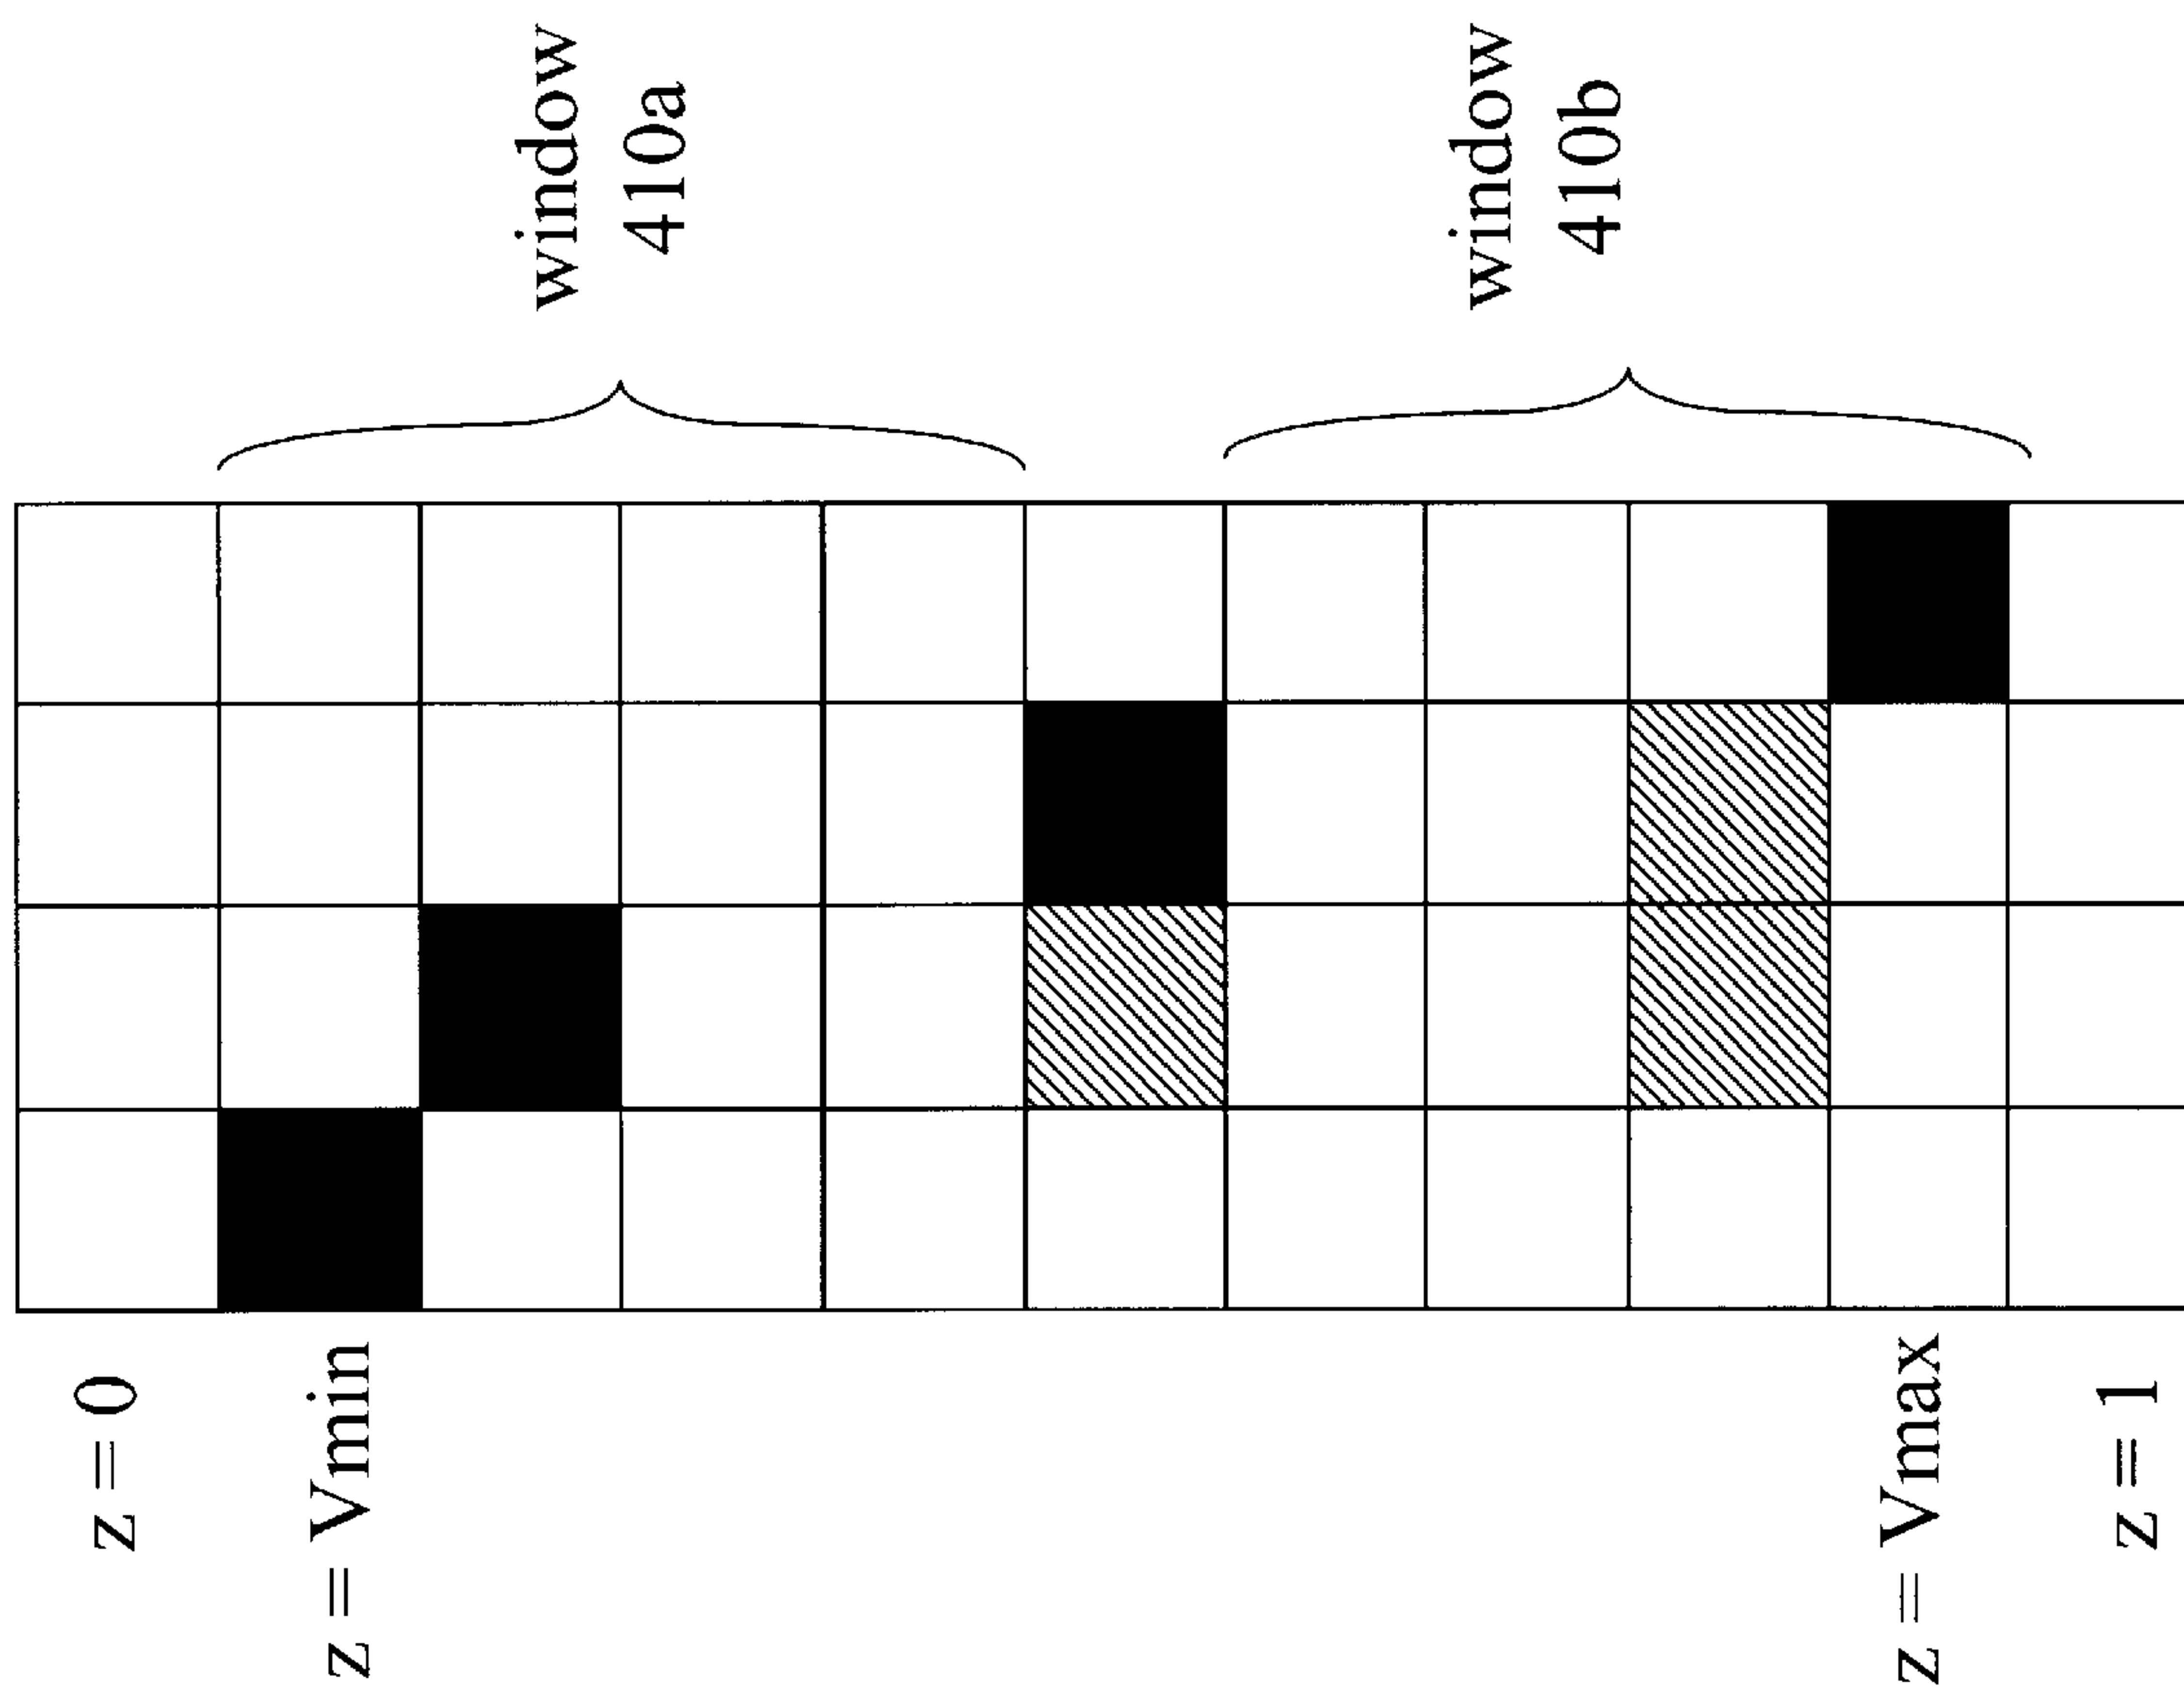 z = 0
z = Vmin
window
410a
window
410b
z = Vmax
z = 1